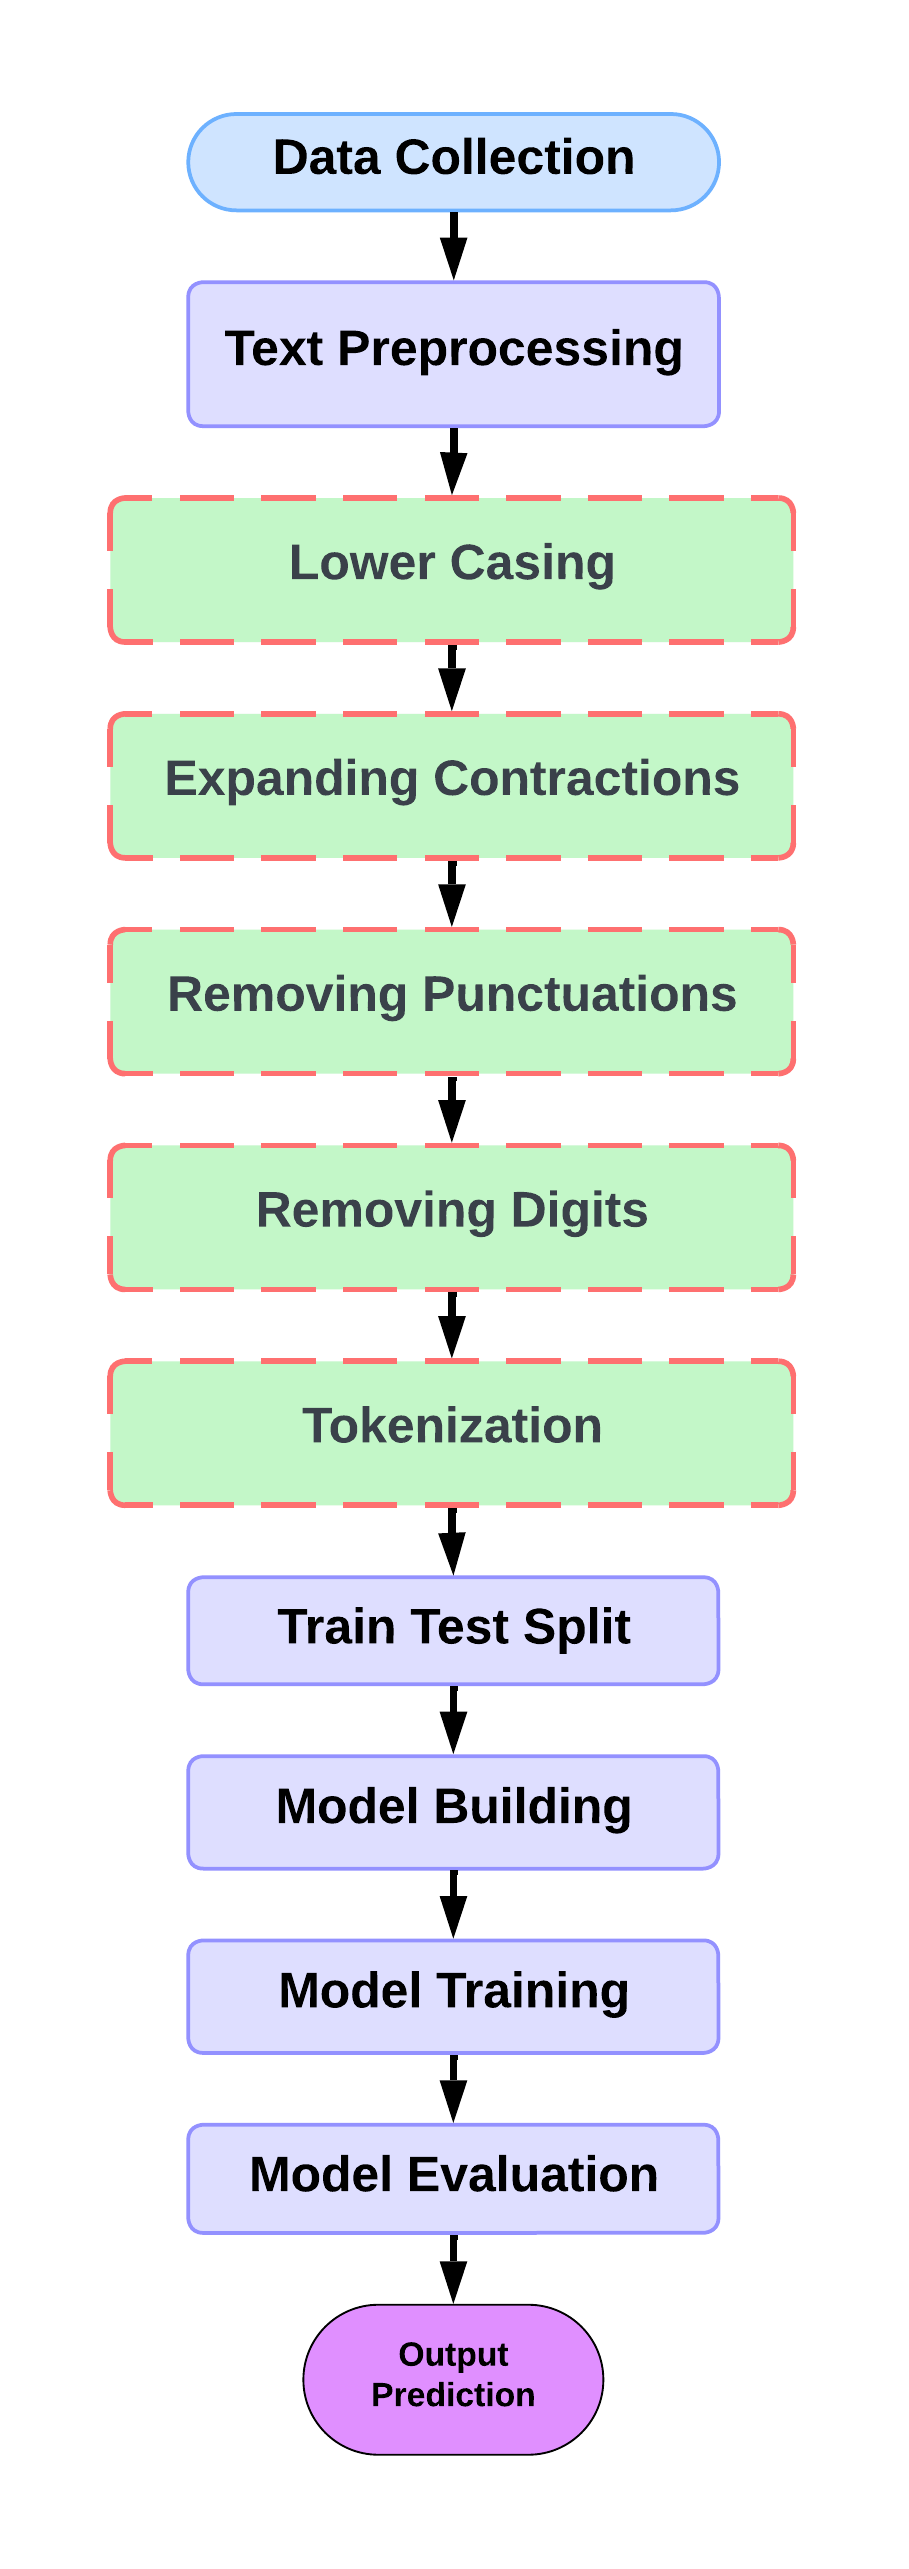 Data Collection
Text Preprocessing
Lower Casing
Expanding Contractions
Removing Punctuations
Removing Digits
Tokenization
Train Test Split
Model Building
Model Training
Model Evaluation
Output
Prediction